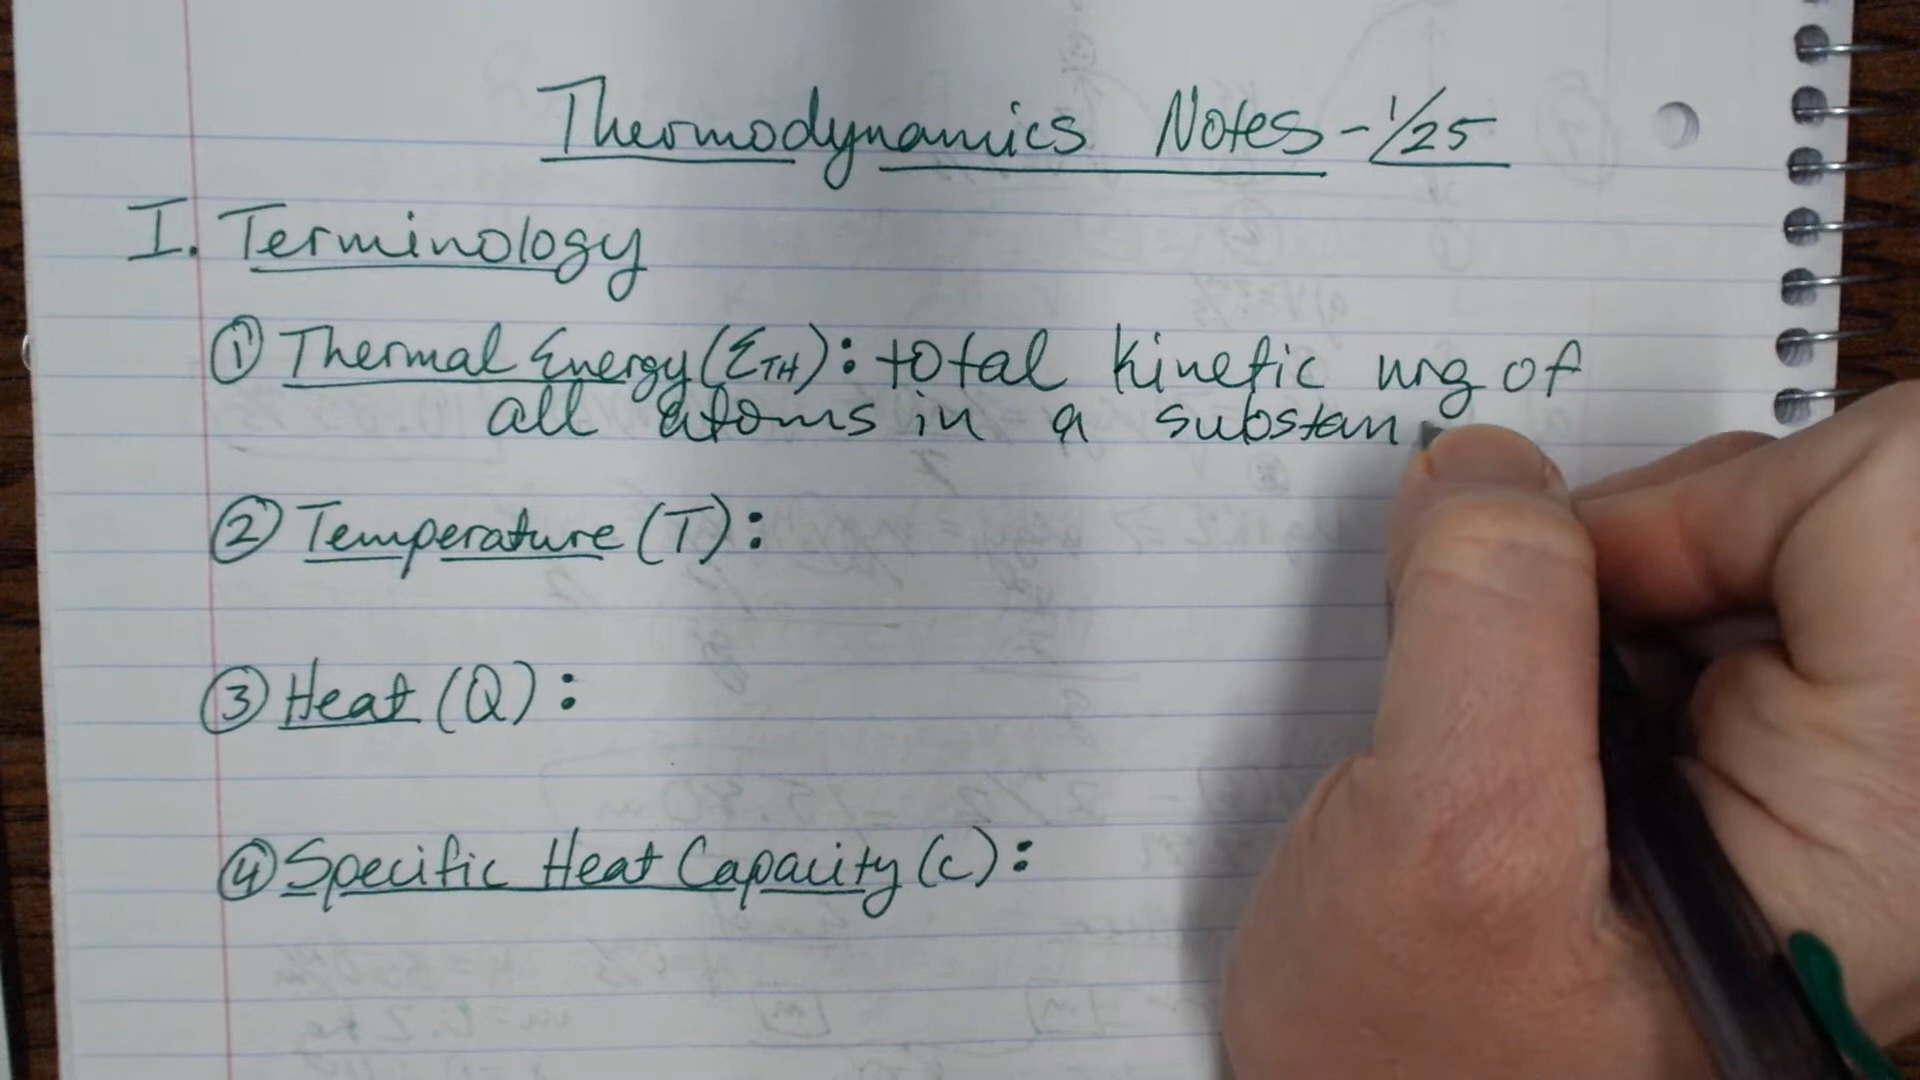 Thermodynamics Notes - 1/25
I. Terminology
① Thermal Energy (ETH): total kinetic nrg of
all atoms in a substan
② Temperature (T):
③ Heat (Q):
④ Specific Heat Capacity (c):